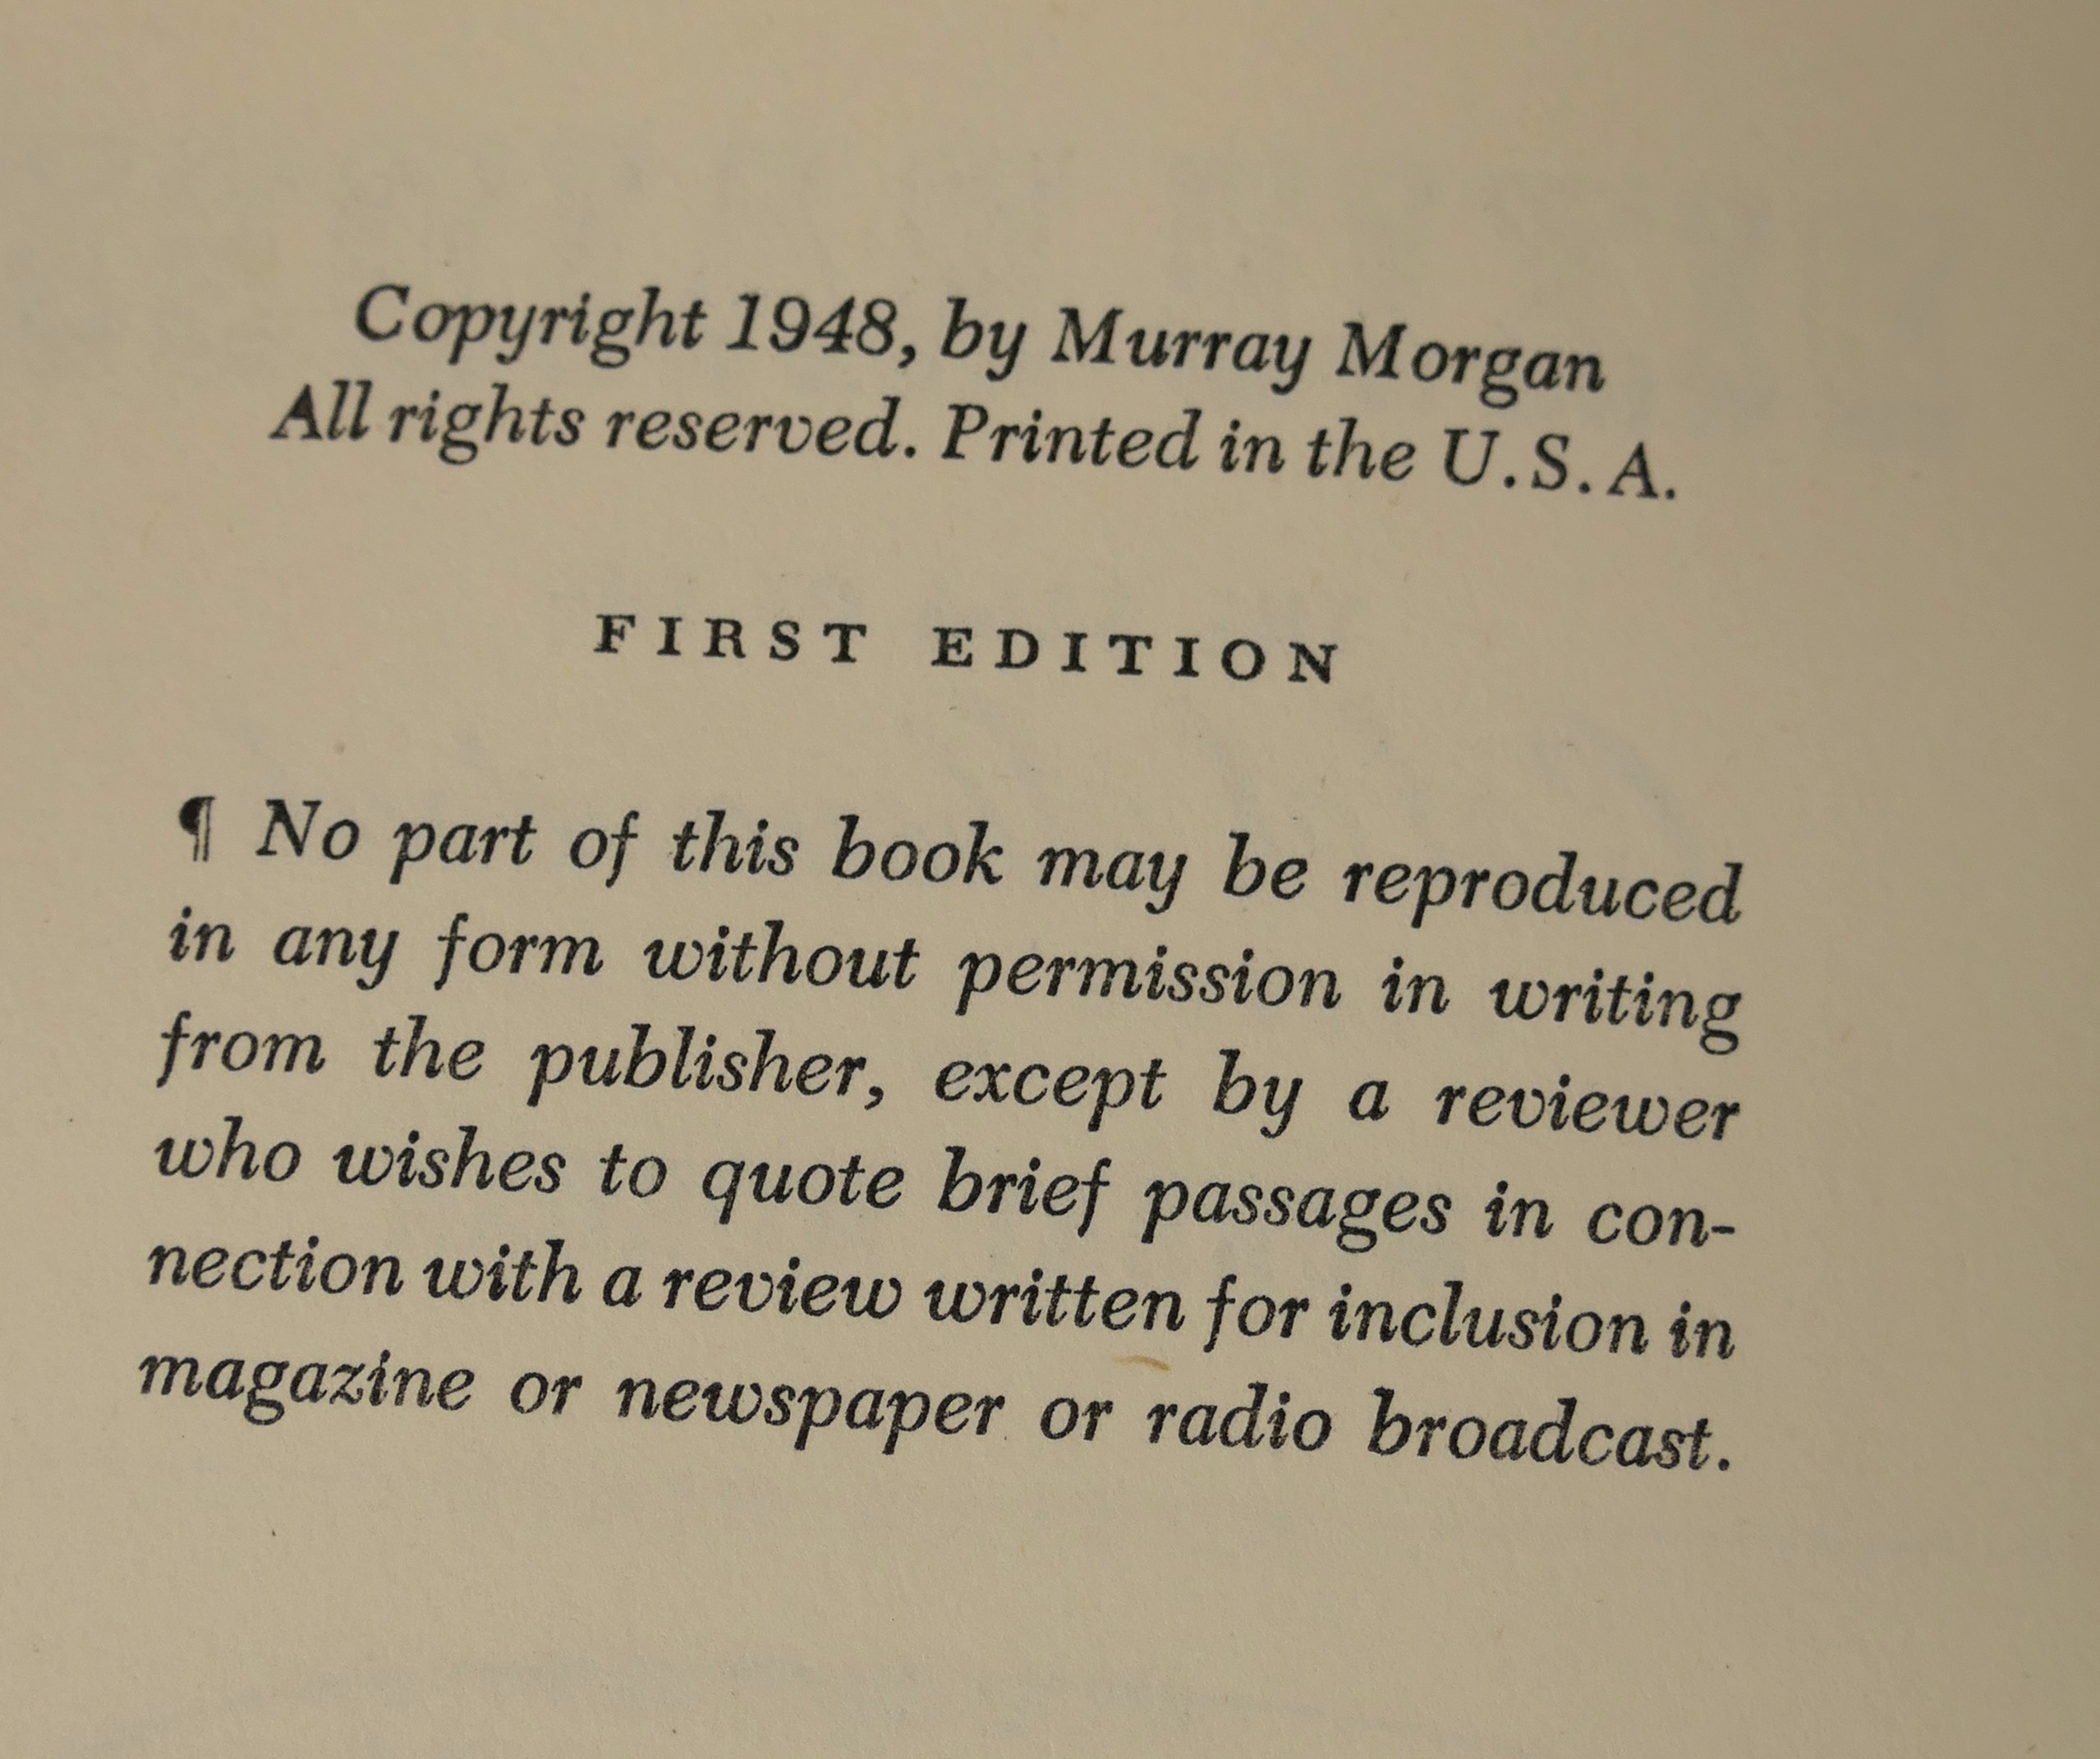 Copyright 1948, by Murray Morgan
All rights reserved. Printed in the U.S.A.
FIRST EDITION
¶ No part of this book may be reproduced
in any form without permission in writing
from the publisher, except by a reviewer
who wishes to quote brief passages in con-
nection with a review written for inclusion in
magazine or newspaper or radio broadcast.